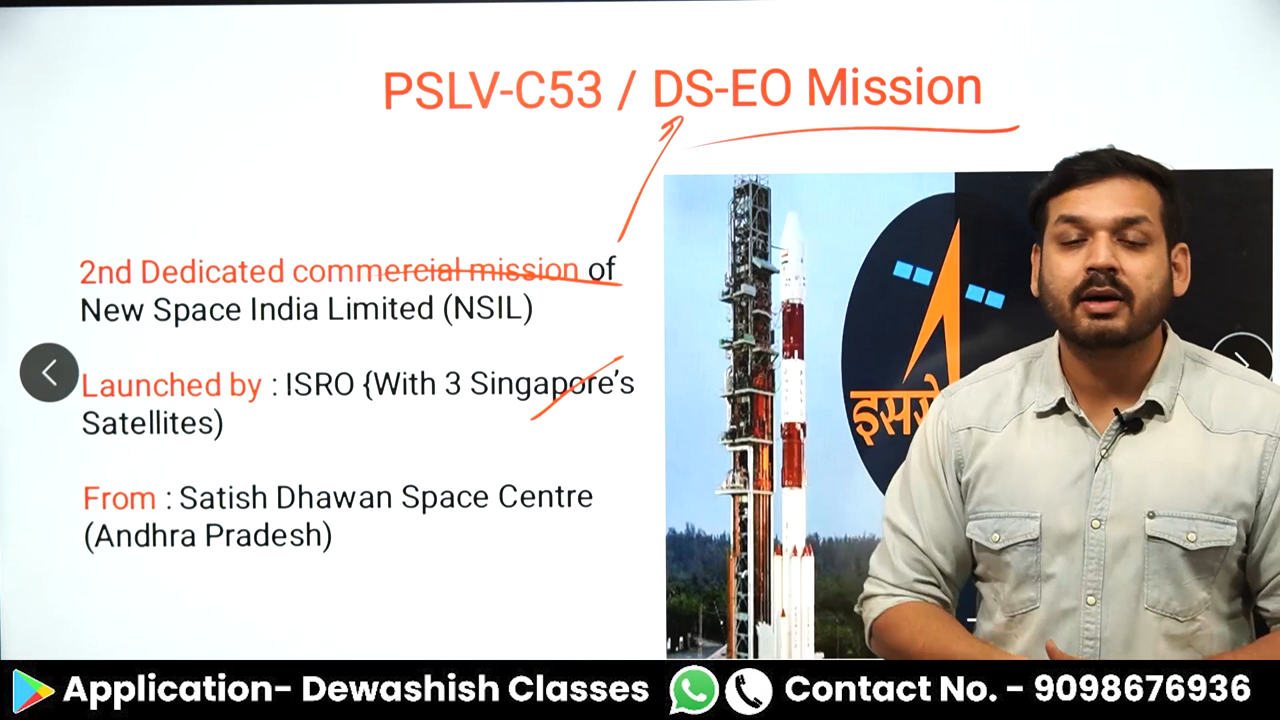 PSLV-C53 / DS-EO Mission
2nd Dedicated commercial mission of
New Space India Limited (NSIL)
Launched by : ISRO {With 3 Singapore's
Satellites)
From : Satish Dhawan Space Centre
(Andhra Pradesh)
इसरो
Application- Dewashish Classes
Contact No. - 9098676936